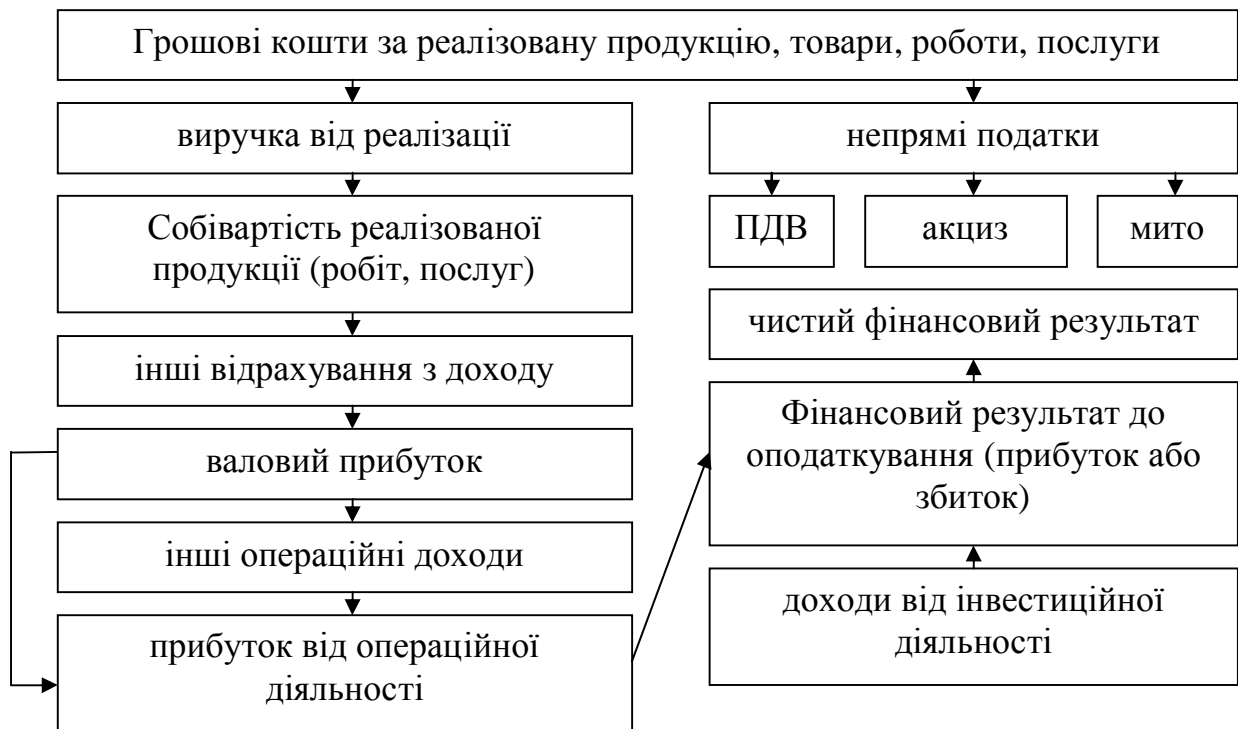 Грошові кошти за реалізовану продукцію, товари, роботи, послуги
виручка від реалізації
непрямі податки
Собівартість реалізованої
продукції (робіт, послуг)
ПДВ
акциз
мито
чистий фінансовий результат
інші відрахування з доходу
Фінансовий результат до
оподаткування (прибуток або
збиток)
валовий прибуток
інші операційні доходи
доходи від інвестиційної
діяльності
прибуток від операційної
діяльності